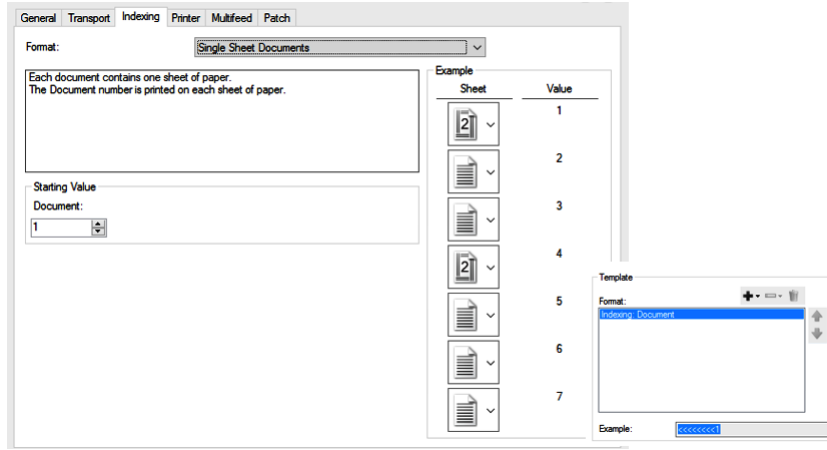 General Transport Indexing Printer Multifeed Patch
Format: Single Sheet Documents
Each document contains one sheet of paper.
The Document number is printed on each sheet of paper.
Starting Value
Document:
1
Example
Sheet Value
2 1
2
3
2 4
5
6
7
Template
Format:
Indexing: Document
Example: <<<<<<<<1